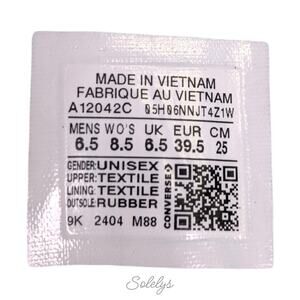 MADE IN VIETNAM
FABRIQUE AU VIETNAM
A12042C 05H06NNJT4Z1W
MENS WO'S UK EUR CM
6.5 8.5 6.5 39.5 25
GENDER: UNISEX
UPPER: TEXTILE
LINING: TEXTILE
OUTSOLE: RUBBER
CONVERSE
9K 2404 M88
Solelys